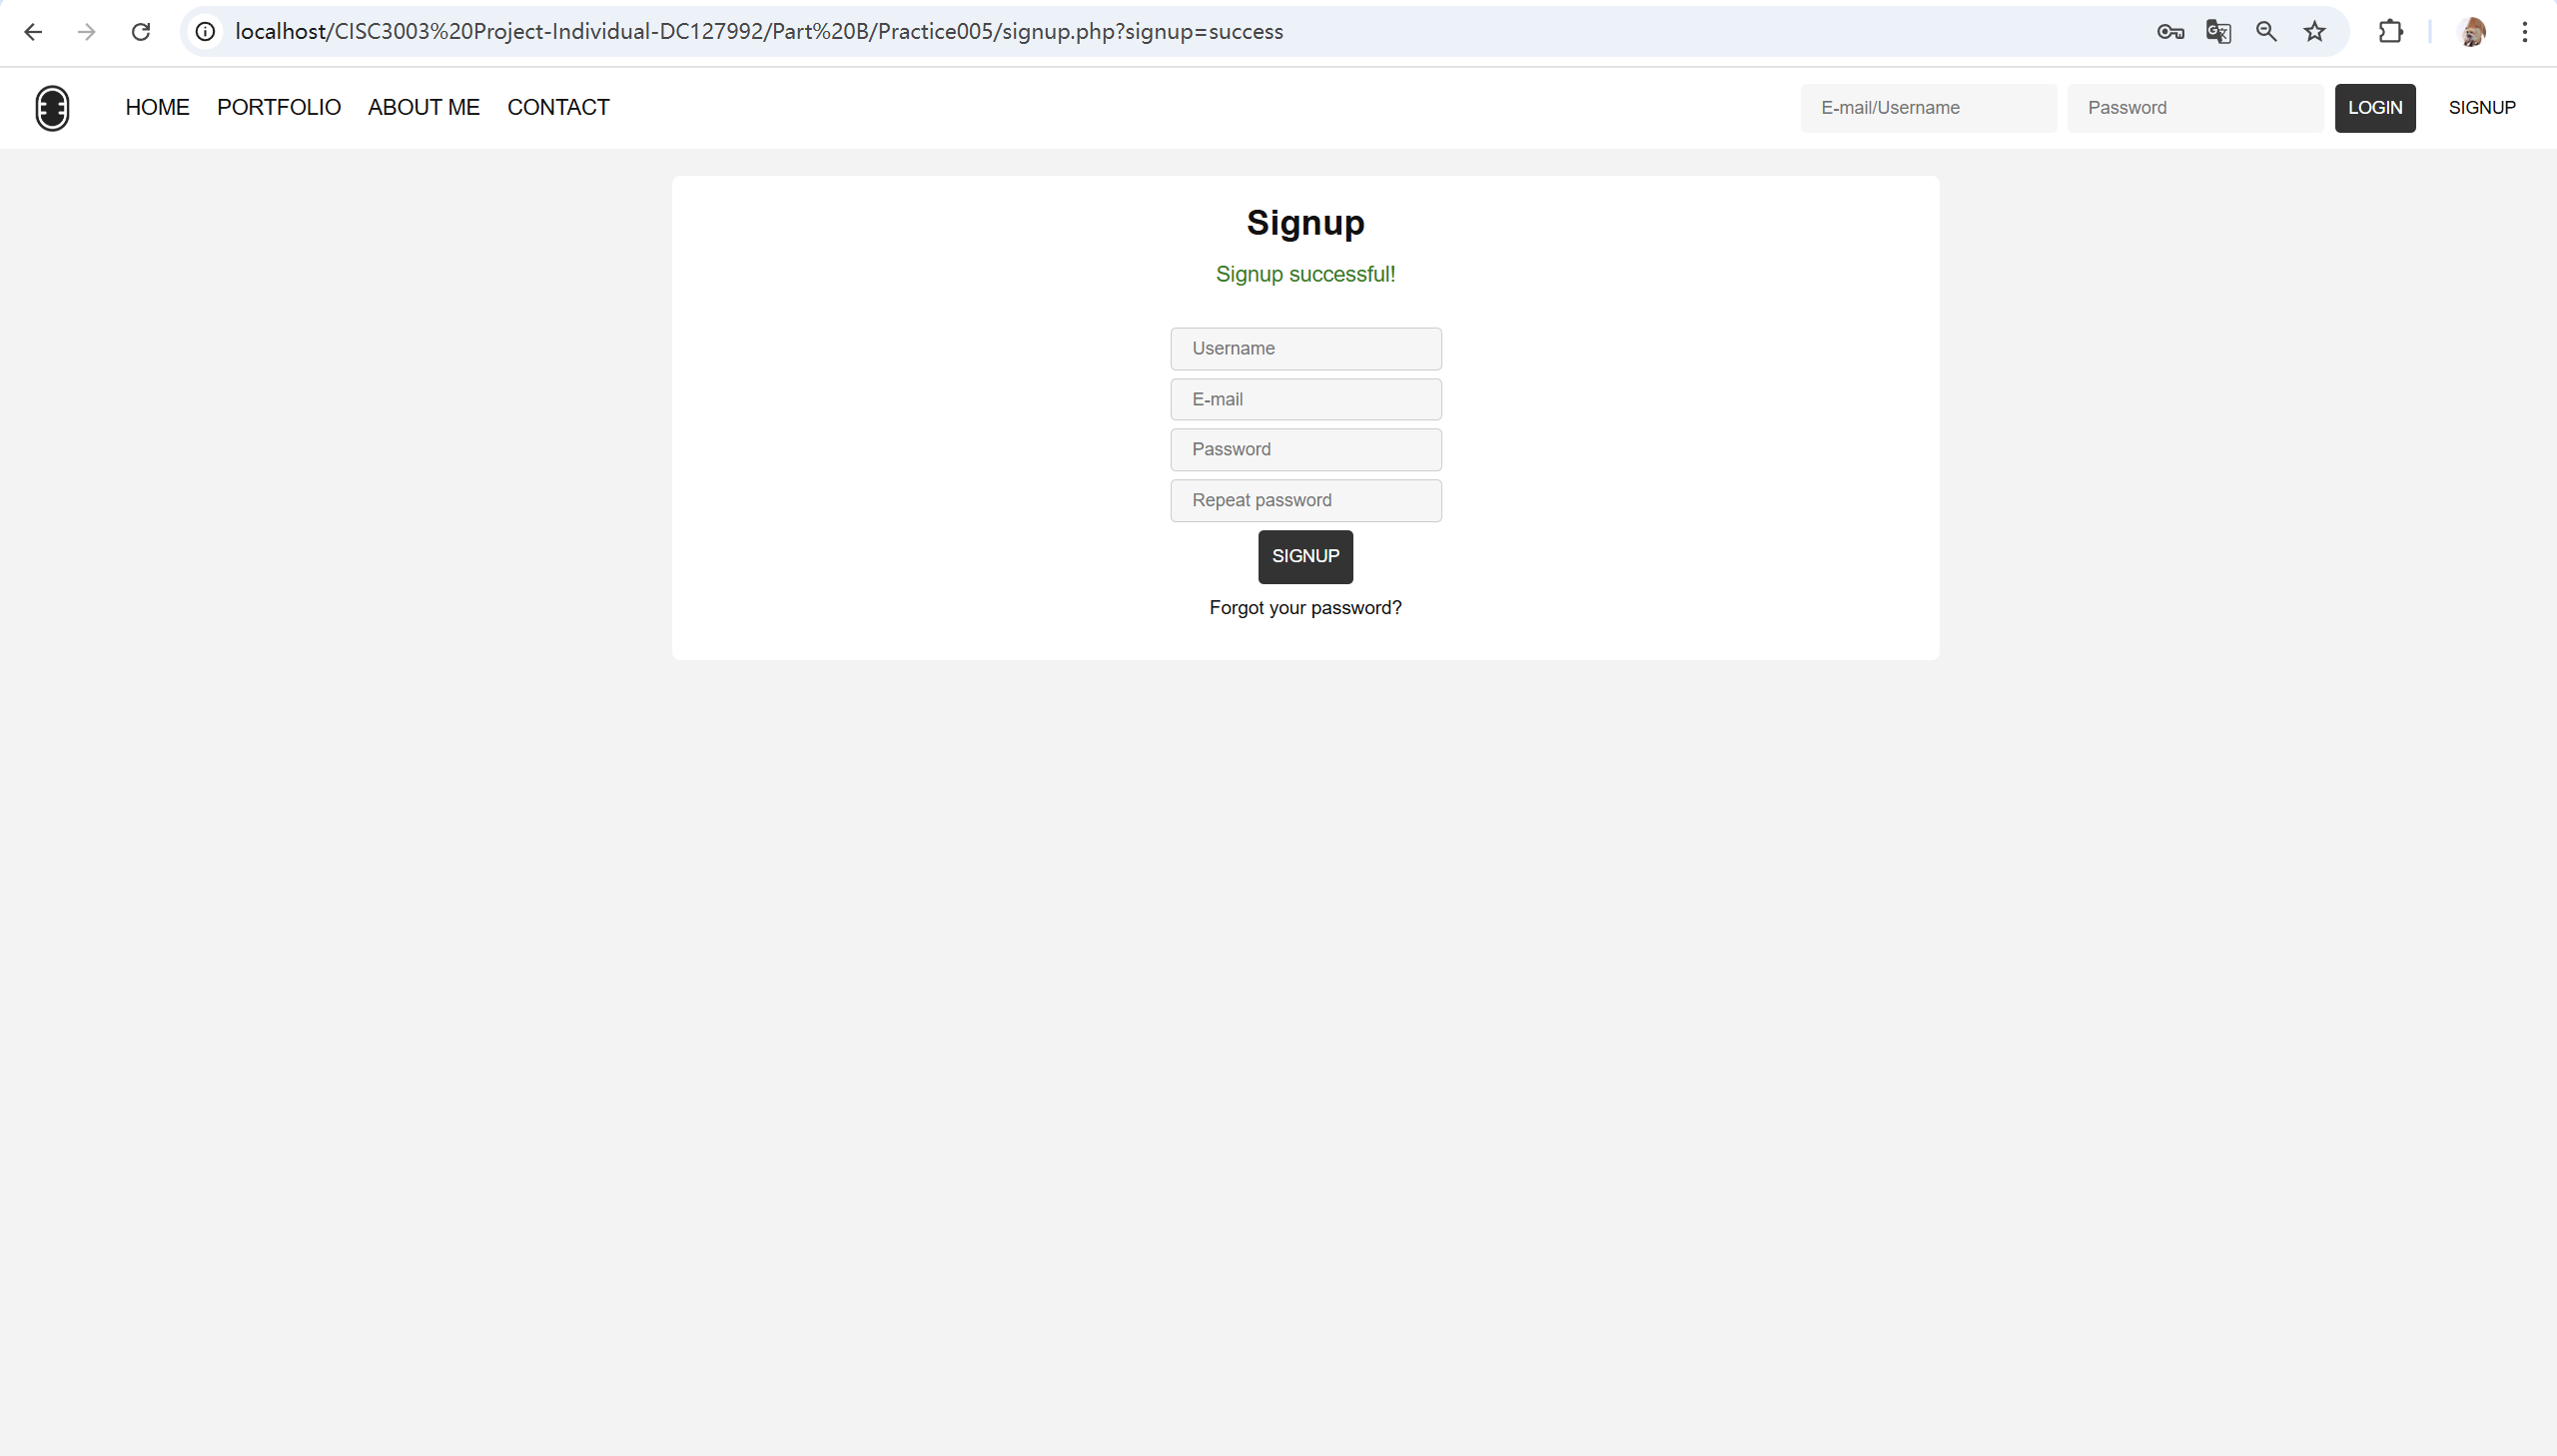 localhost/CISC3003%20Project-Individual-DC127992/Part%20B/Practice005/signup.php?signup=success
HOME PORTFOLIO ABOUT ME CONTACT E-mail/Username Password LOGIN SIGNUP
Signup
Signup successful!
Username
E-mail
Password
Repeat password
SIGNUP
Forgot your password?